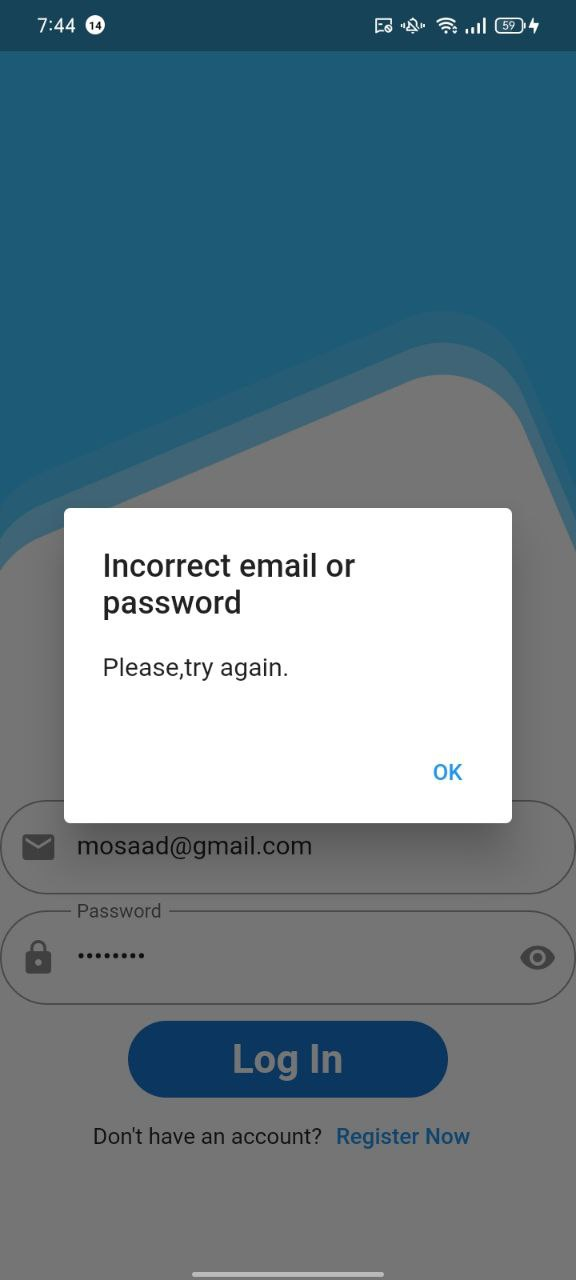 7:44 14 59
Incorrect email or
password
Please,try again.
OK
mosaad@gmail.com
Password
••••••••
Log In
Don't have an account? Register Now